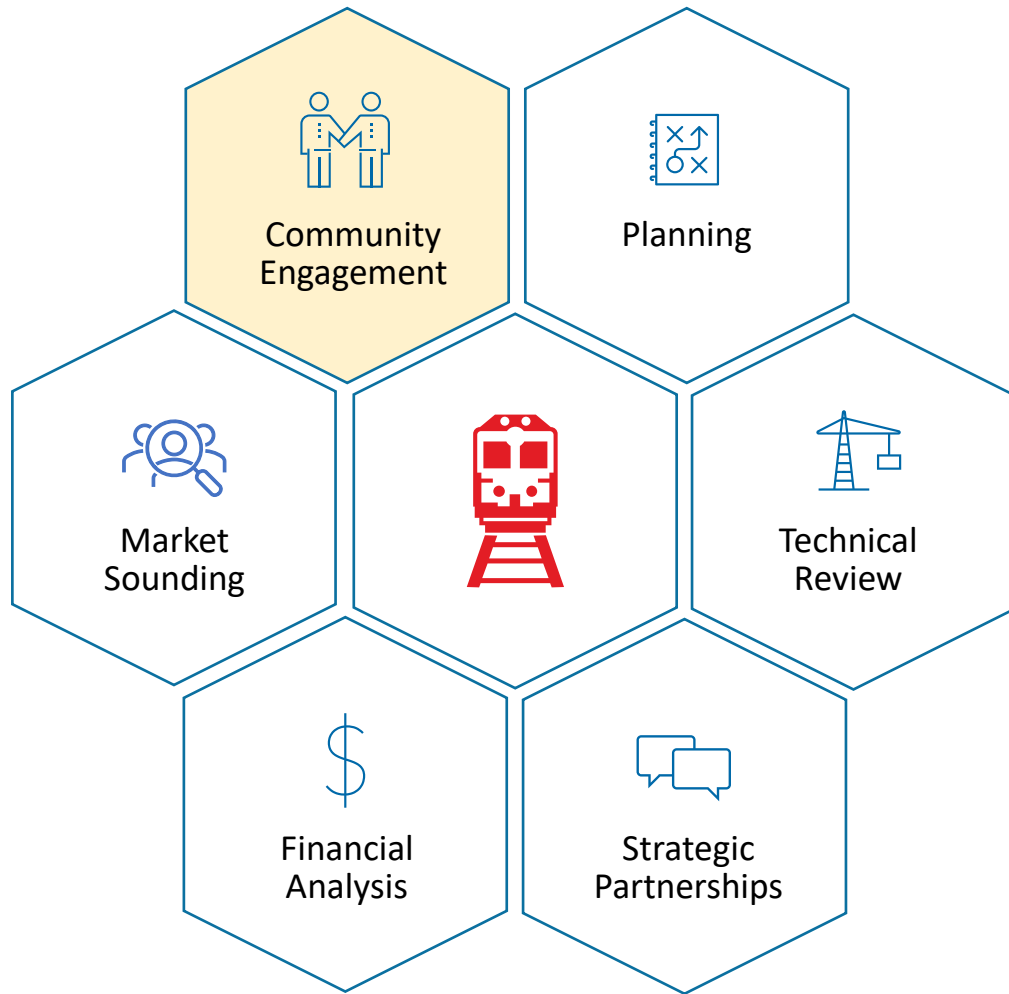 Community
Engagement
Planning
Market
Sounding
Technical
Review
Financial
Analysis
Strategic
Partnerships